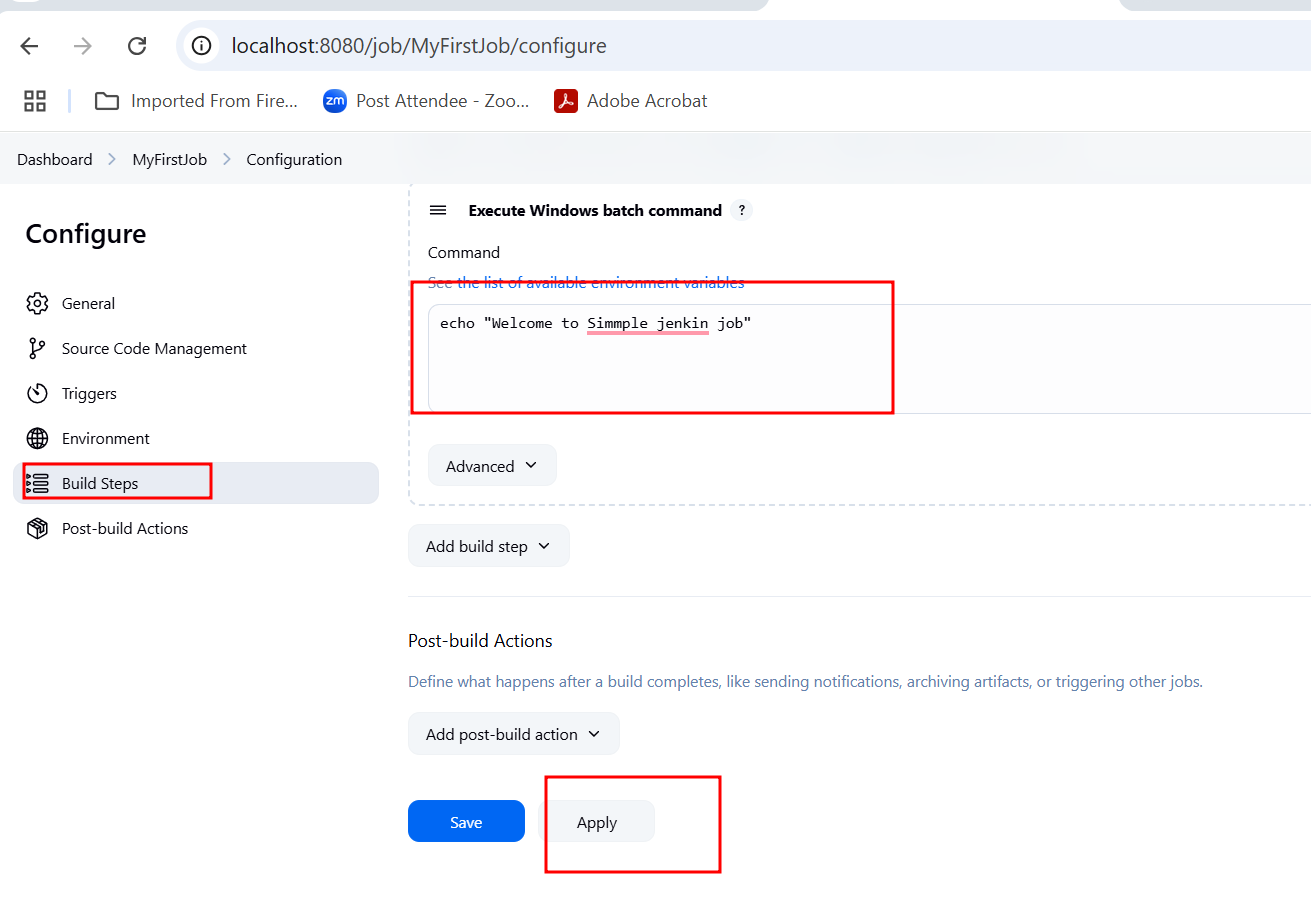 localhost:8080/job/MyFirstJob/configure
Imported From Fire...
zm Post Attendee - Zoo...
Adobe Acrobat
Dashboard > MyFirstJob > Configuration
Configure
General
Source Code Management
Triggers
Environment
Build Steps
Post-build Actions
Execute Windows batch command ?
Command
See the list of available environment variables
echo "Welcome to Simmple jenkin job"
Advanced
Add build step
Post-build Actions
Define what happens after a build completes, like sending notifications, archiving artifacts, or triggering other jobs.
Add post-build action
Save
Apply